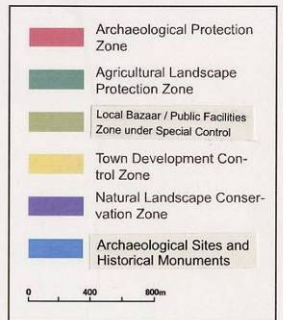 Archaeological Protection
Zone
Agricultural Landscape
Protection Zone
Local Bazaar / Public Facilities
Zone under Special Control
Town Development Con-
trol Zone
Natural Landscape Conser-
vation Zone
Archaeological Sites and
Historical Monuments
0 400 800m